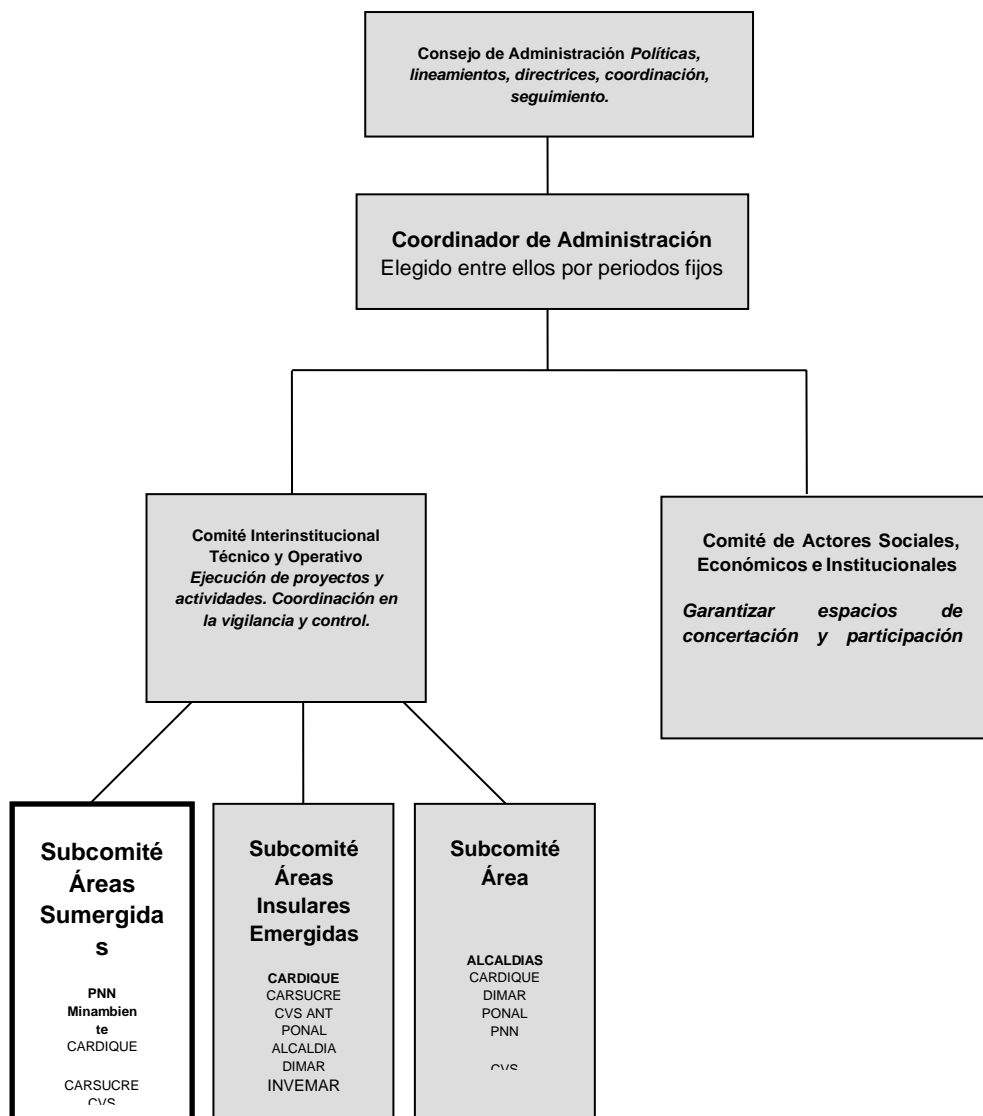 Consejo de Administración Políticas,
lineamientos, directrices, coordinación,
seguimiento.
Coordinador de Administración
Elegido entre ellos por periodos fijos
Comité Interinstitucional
Técnico y Operativo
Ejecución de proyectos y
actividades. Coordinación en
la vigilancia y control.
Comité de Actores Sociales,
Económicos e Institucionales
Garantizar espacios de
concertación y participación
Subcomité
Áreas
Sumergida
s
PNN
Minambien
te
CARDIQUE
CARSUCRE
CVS
Subcomité
Áreas
Insulares
Emergidas
CARDIQUE
CARSUCRE
CVS ANT
PONAL
ALCALDIA
DIMAR
INVEMAR
Subcomité
Área
ALCALDIAS
CARDIQUE
DIMAR
PONAL
PNN
CVS